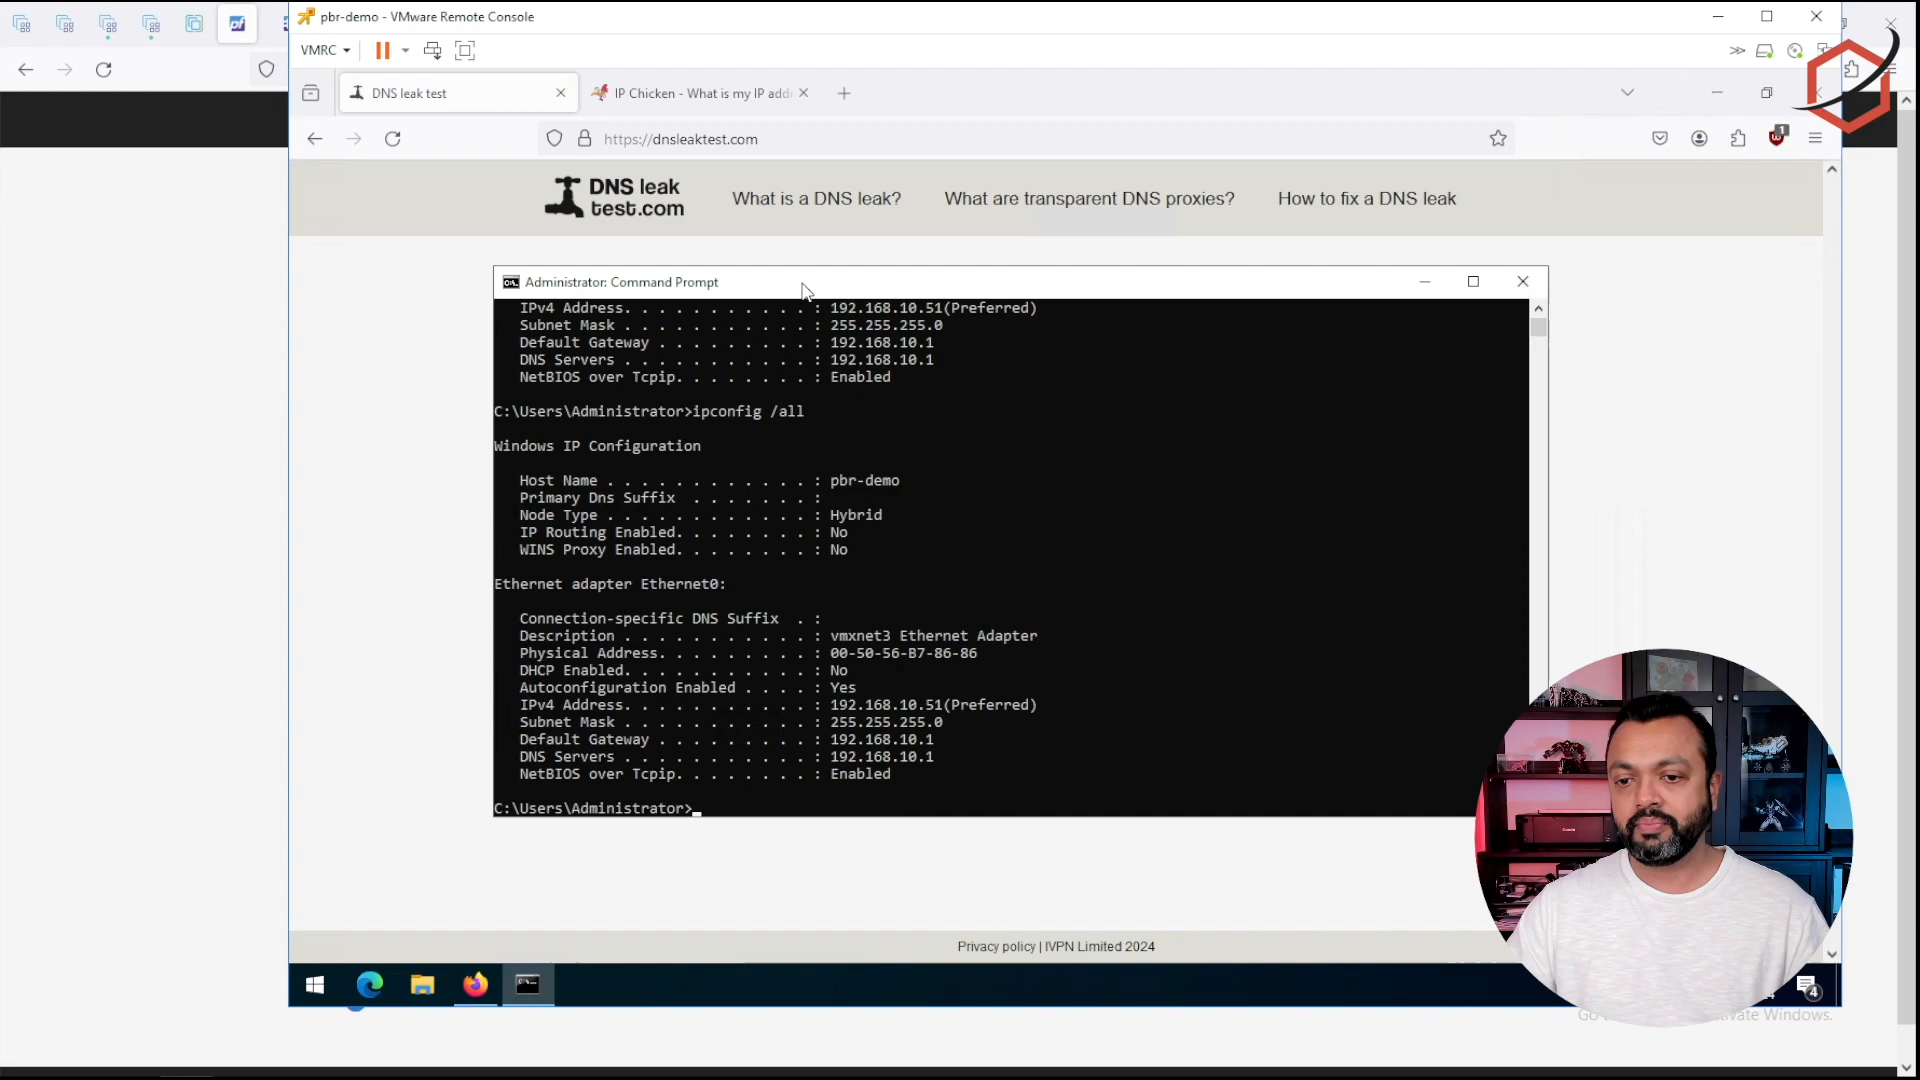 pbr-demo - VMware Remote Console
VMRC
DNS leak test
IP Chicken - What is my IP addr
https://dnsleaktest.com
1
DNS leak
test.com
What is a DNS leak?
What are transparent DNS proxies?
How to fix a DNS leak
Administrator: Command Prompt
IPv4 Address. . . . . . . . . . . : 192.168.10.51(Preferred)
Subnet Mask . . . . . . . . . . . : 255.255.255.0
Default Gateway . . . . . . . . . : 192.168.10.1
DNS Servers . . . . . . . . . . . : 192.168.10.1
NetBIOS over Tcpip. . . . . . . . : Enabled
C:\Users\Administrator>ipconfig /all
Windows IP Configuration
Host Name . . . . . . . . . . . . : pbr-demo
Primary Dns Suffix  . . . . . . . :
Node Type . . . . . . . . . . . . : Hybrid
IP Routing Enabled. . . . . . . . : No
WINS Proxy Enabled. . . . . . . . : No
Ethernet adapter Ethernet0:
Connection-specific DNS Suffix  . :
Description . . . . . . . . . . . : vmxnet3 Ethernet Adapter
Physical Address. . . . . . . . . : 00-50-56-B7-86-86
DHCP Enabled. . . . . . . . . . . : No
Autoconfiguration Enabled . . . . : Yes
IPv4 Address. . . . . . . . . . . : 192.168.10.51(Preferred)
Subnet Mask . . . . . . . . . . . : 255.255.255.0
Default Gateway . . . . . . . . . : 192.168.10.1
DNS Servers . . . . . . . . . . . : 192.168.10.1
NetBIOS over Tcpip. . . . . . . . : Enabled
C:\Users\Administrator>_
Privacy policy | IVPN Limited 2024
4
Windows.